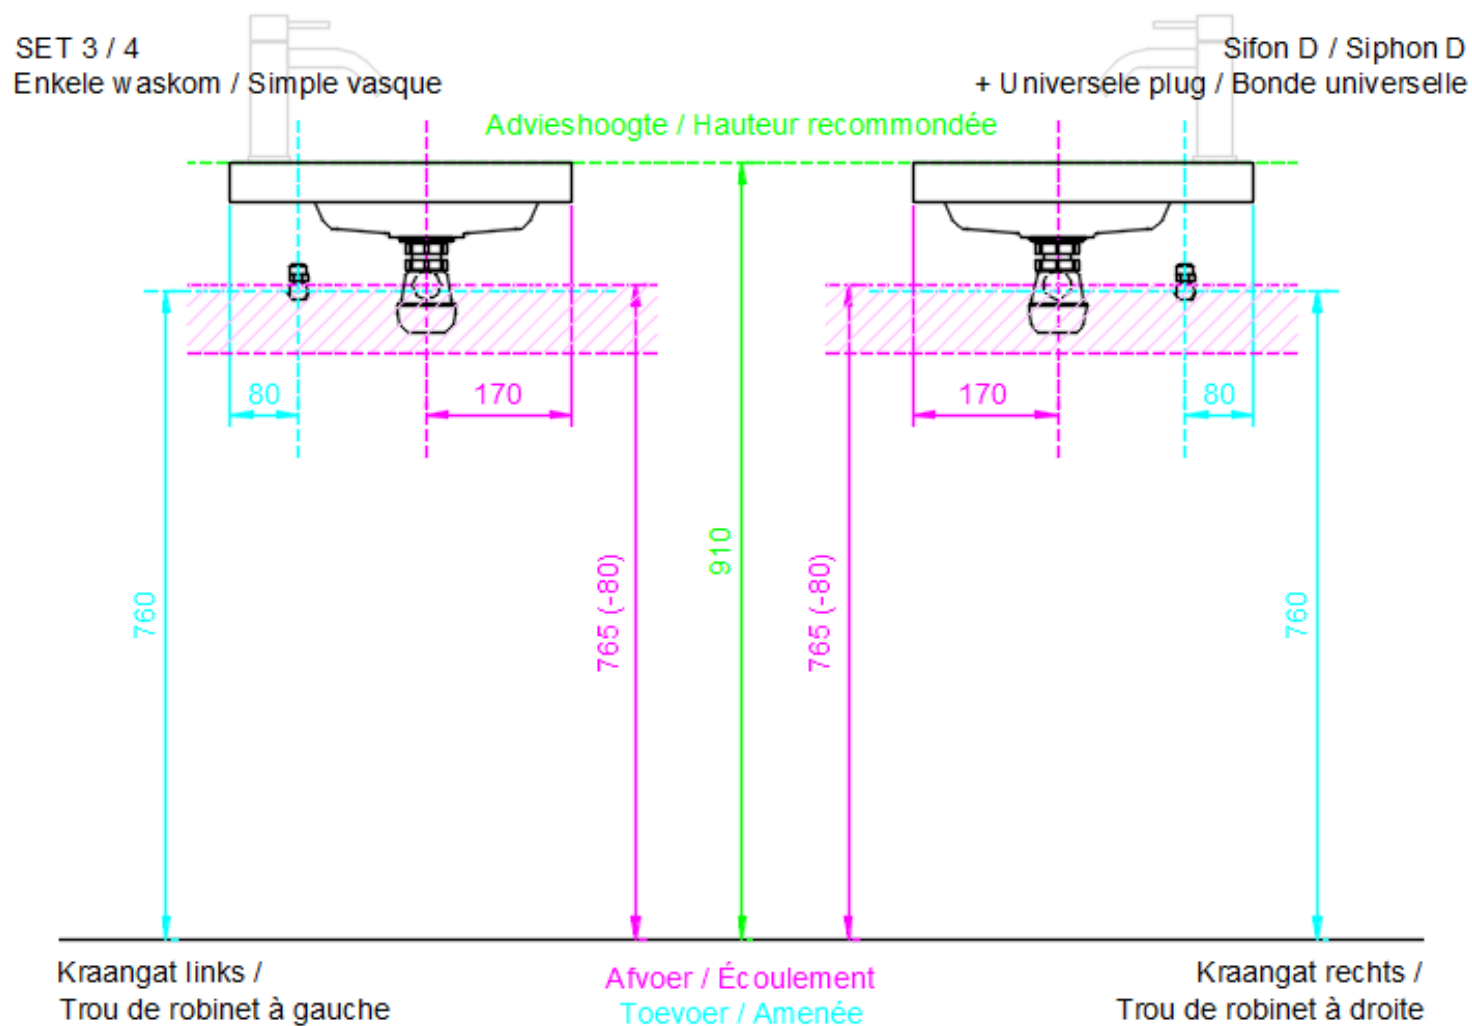 SET 3 / 4
Enkele waskom / Simple vasque
Sifon D / Siphon D
+ Universele plug / Bonde universelle
Advieshoogte / Hauteur recommondée
80
170
170
80
760
765 (-80)
910
765 (-80)
760
Kraangat links /
Trou de robinet à gauche
Afvoer / Écoulement
Toevoer / Amenée
Kraangat rechts /
Trou de robinet à droite